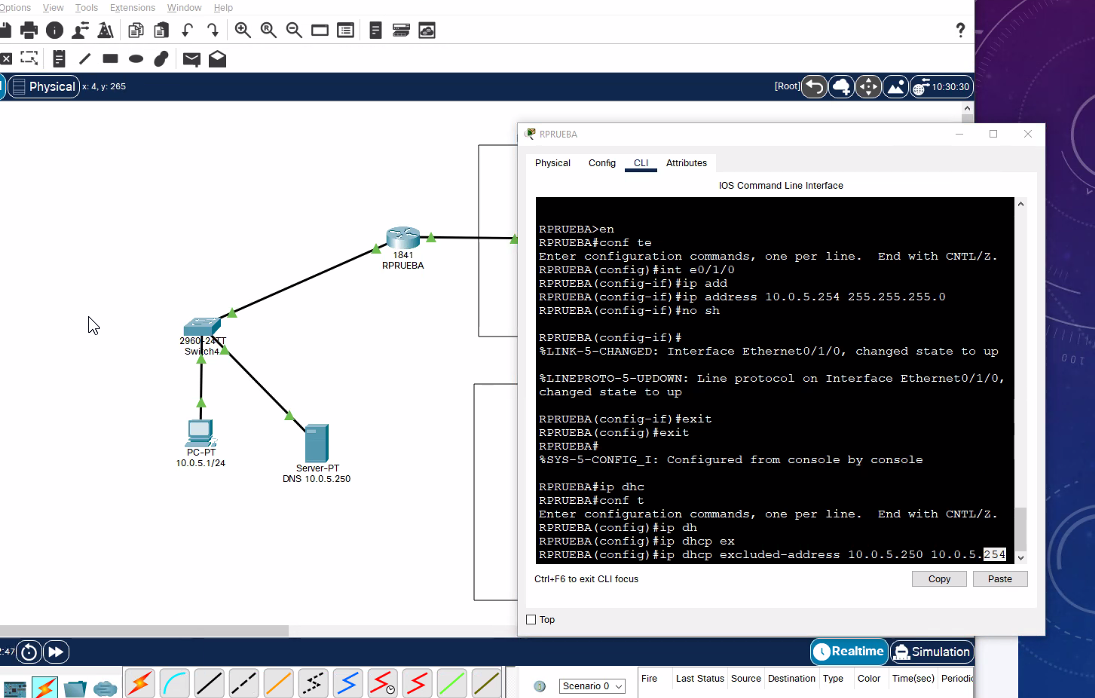 Options View Tools Extensions Window Help
?
Physical x: 4, y: 265
[Root]
10:30:30
RPRUEBA
Physical Config CLI Attributes
IOS Command Line Interface
RPRUEBA>en
RPRUEBA#conf te
Enter configuration commands, one per line. End with CNTL/Z.
RPRUEBA(config)#int e0/1/0
RPRUEBA(config-if)#ip add
RPRUEBA(config-if)#ip address 10.0.5.254 255.255.255.0
RPRUEBA(config-if)#no sh
RPRUEBA(config-if)#
%LINK-5-CHANGED: Interface Ethernet0/1/0, changed state to up
%LINEPROTO-5-UPDOWN: Line protocol on Interface Ethernet0/1/0,
changed state to up
RPRUEBA(config-if)#exit
RPRUEBA(config)#exit
RPRUEBA#
%SYS-5-CONFIG_I: Configured from console by console
RPRUEBA#ip dhc
RPRUEBA#conf t
Enter configuration commands, one per line. End with CNTL/Z.
RPRUEBA(config)#ip dh
RPRUEBA(config)#ip dhcp ex
RPRUEBA(config)#ip dhcp excluded-address 10.0.5.250 10.0.5.254
Ctrl+F6 to exit CLI focus
Copy Paste
Top
1841
RPRUEBA
2960-24TT
Switch4
PC-PT
10.0.5.1/24
Server-PT
DNS 10.0.5.250
:47
Realtime Simulation
Scenario 0
Fire Last Status Source Destination Type Color Time(sec) Periodic
001